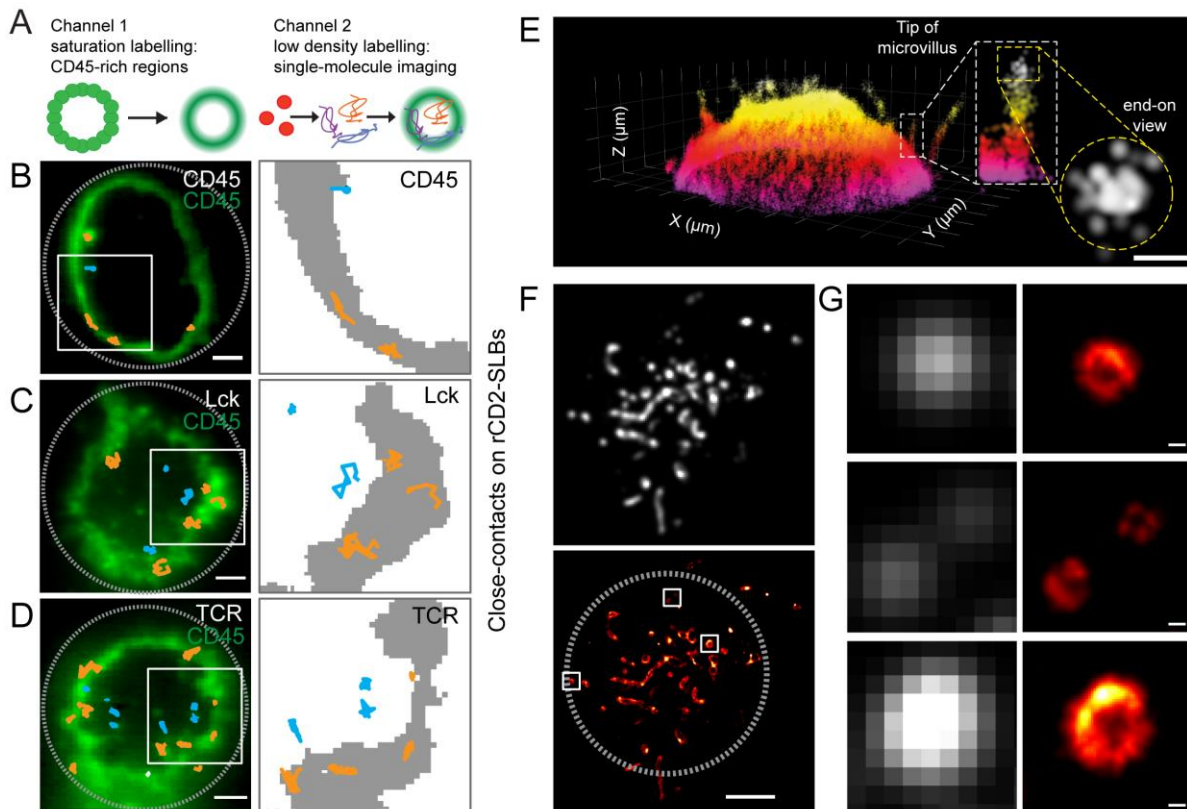 A
Channel 1
saturation labelling:
CD45-rich regions
Channel 2
low density labelling:
single-molecule imaging
B
CD45
CD45
CD45
C
Lck
CD45
Lck
D
TCR
CD45
TCR
Close-contacts on rCD2-SLBs
E
Tip of
microvillus
end-on
view
Z (µm)
X (µm)
Y (µm)
F
G